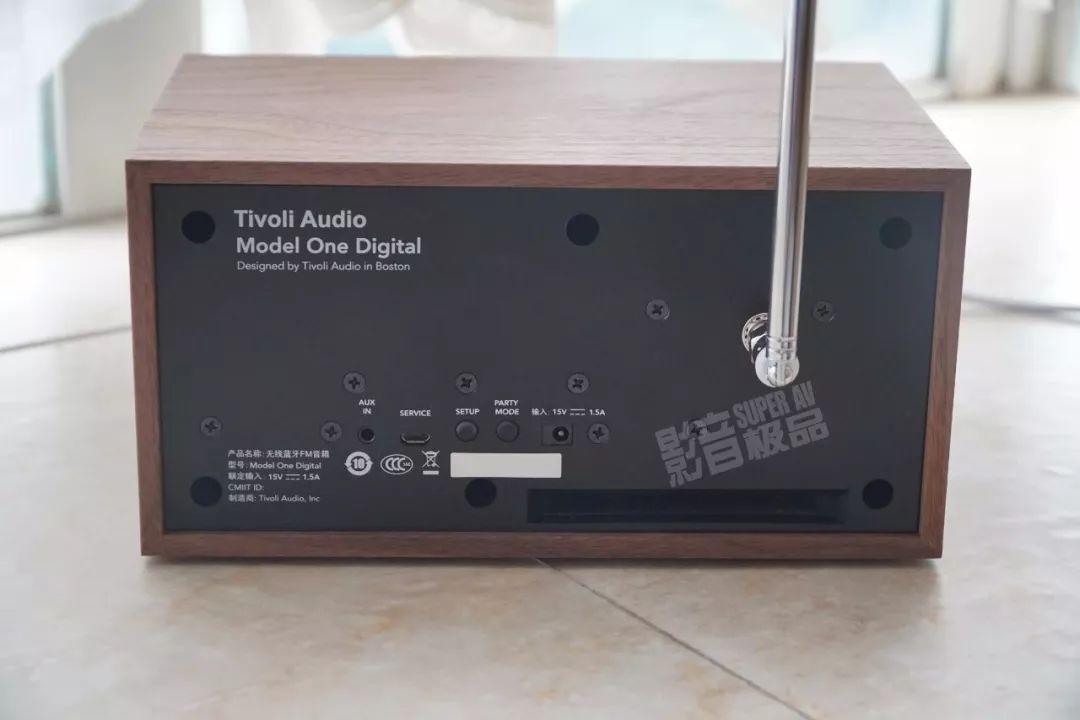 Tivoli Audio
Model One Digital
Designed by Tivoli Audio in Boston
AUX
IN
SERVICE
SETUP
PARTY
MODE
输入: 15V ⎓ 1.5A
产品名称: 无线蓝牙FM音箱
型号: Model One Digital
额定输入: 15V ⎓ 1.5A
CMIIT ID:
制造商: Tivoli Audio, Inc
10
CCC
影音极品
SUPER AV